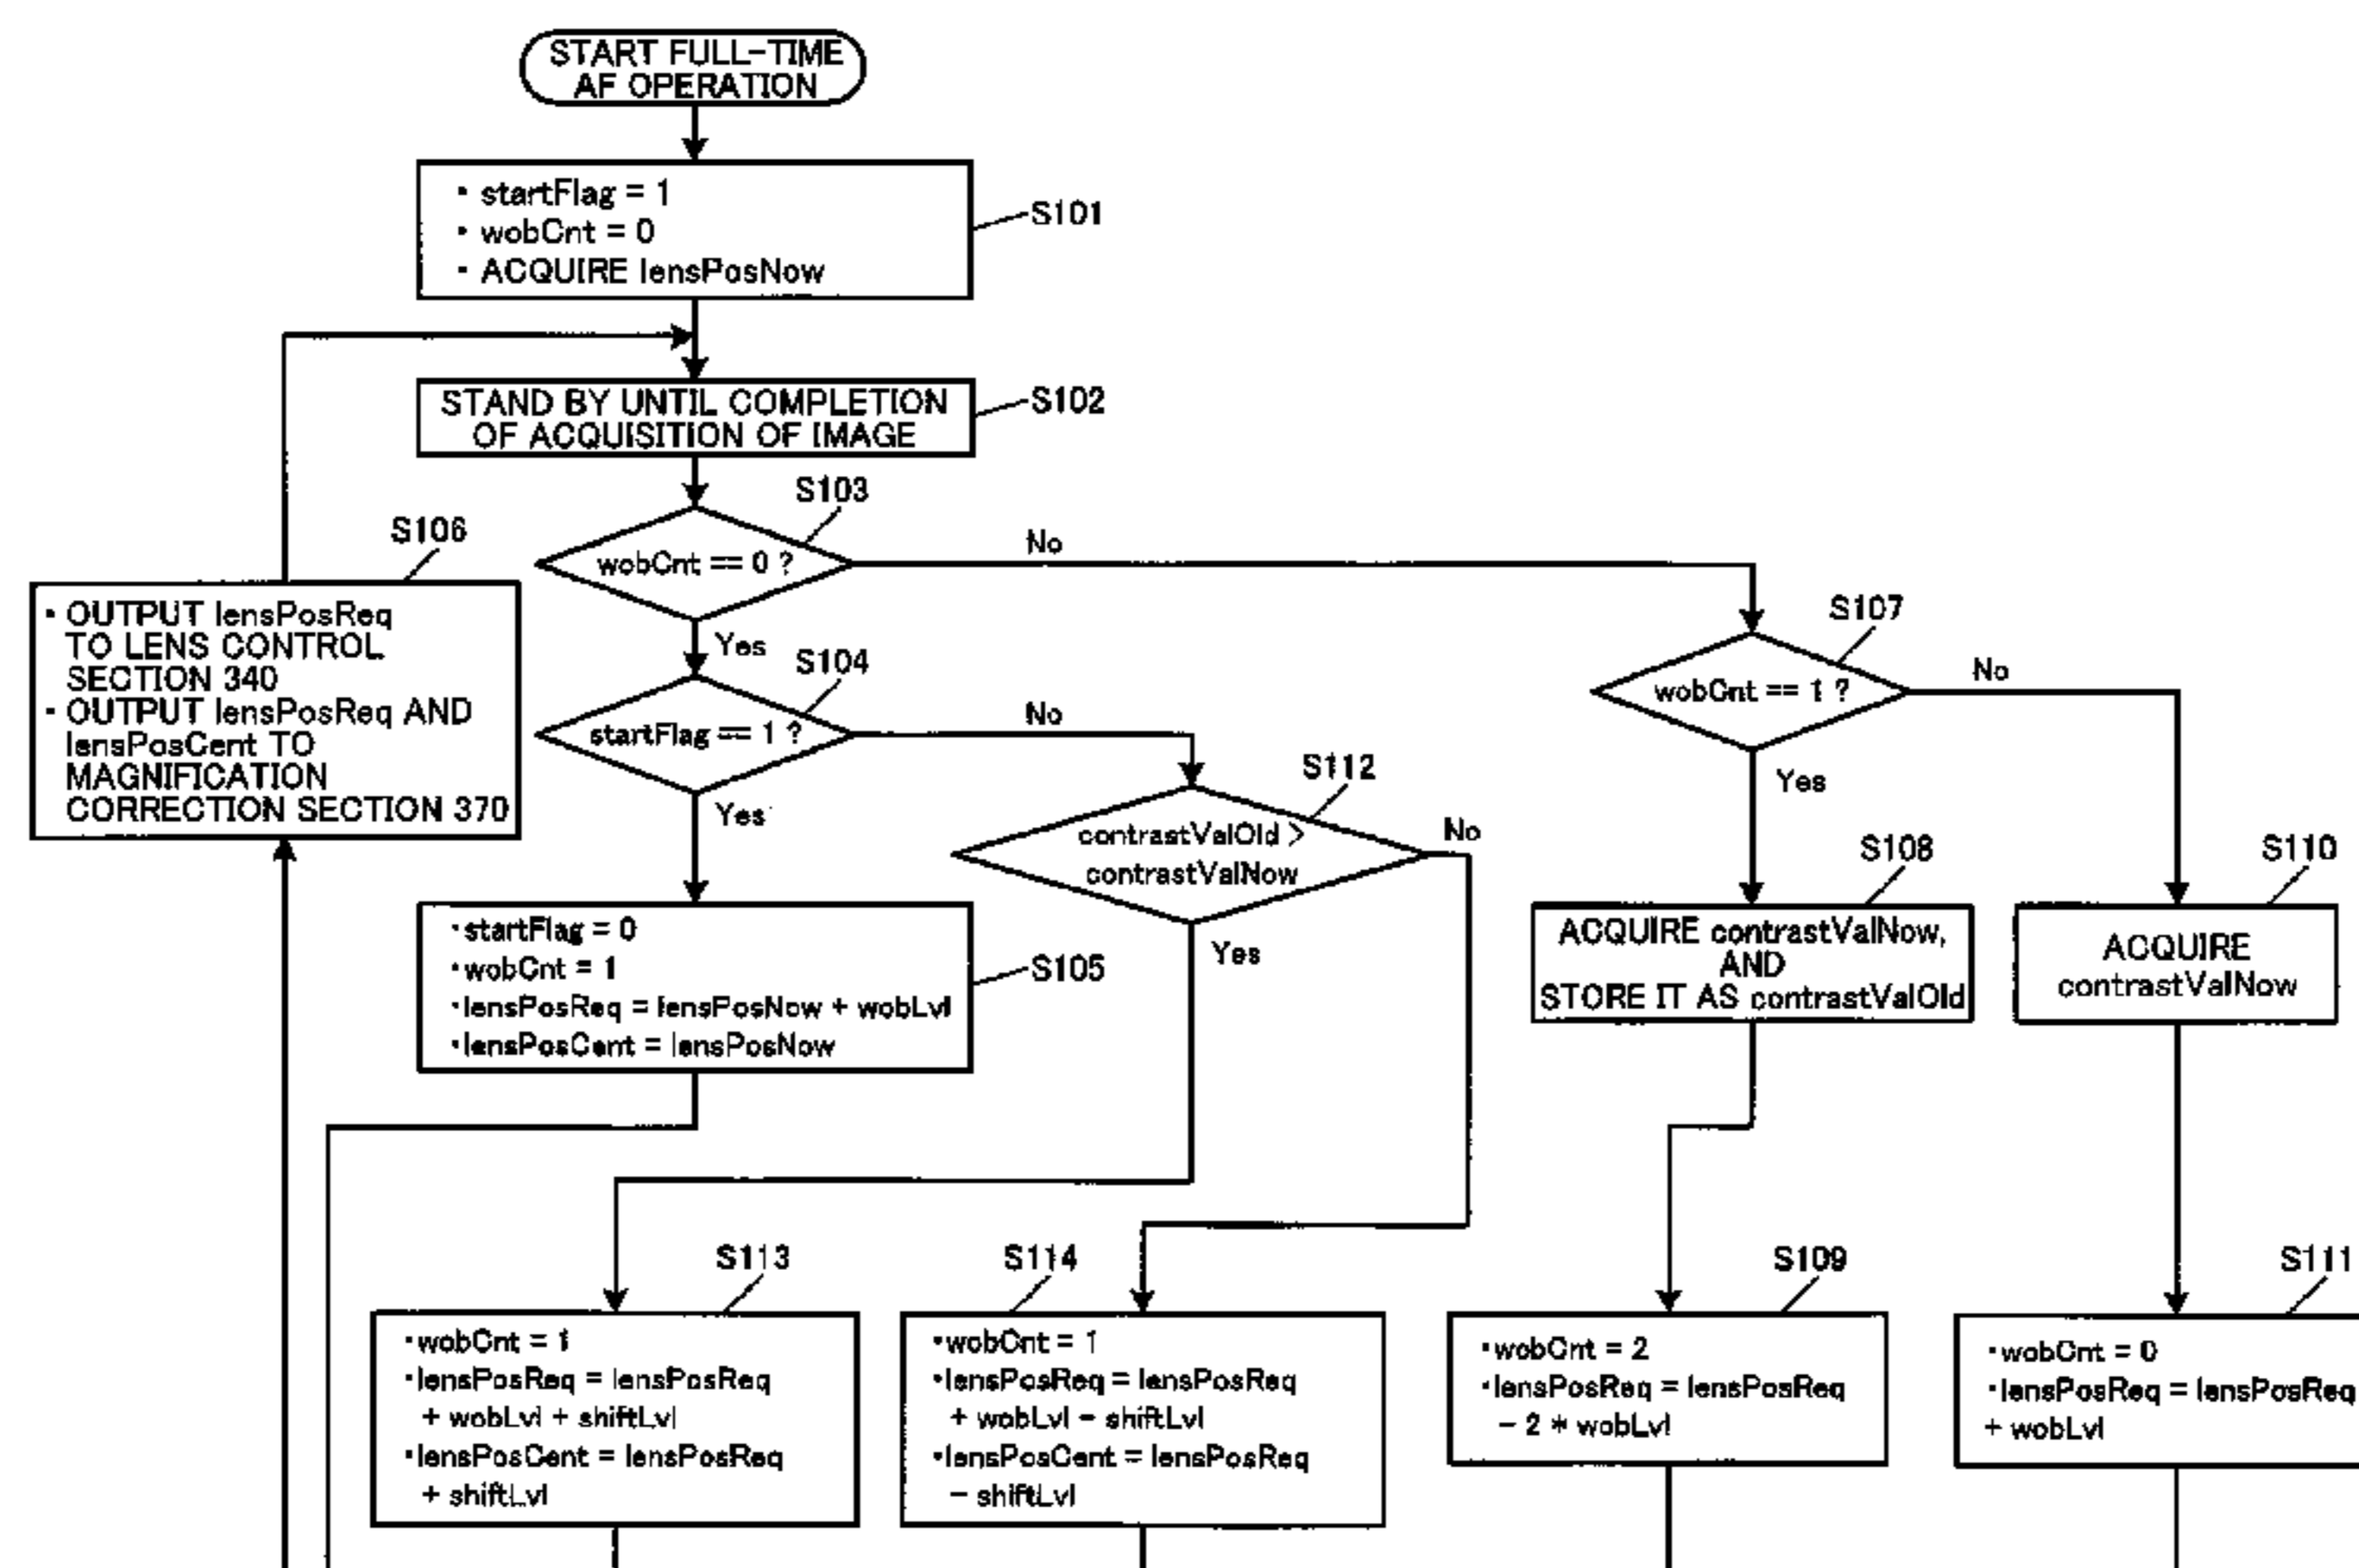 START FULL-TIME
AF OPERATION
・startFlag = 1
・wobCnt = 0
・ACQUIRE lensPosNow
S101
STAND BY UNTIL COMPLETION
OF ACQUISITION OF IMAGE
S102
S103
wobCnt == 0 ?
No
Yes
S106
・OUTPUT lensPosReq
TO LENS CONTROL
SECTION 340
・OUTPUT lensPosReq AND
lensPosCent TO
MAGNIFICATION
CORRECTION SECTION 370
S104
startFlag == 1 ?
No
Yes
S107
wobCnt == 1 ?
No
Yes
S112
contrastValOld >
contrastValNow
No
Yes
S105
・startFlag = 0
・wobCnt = 1
・lensPosReq = lensPosNow + wobLvl
・lensPosCent = lensPosNow
S108
ACQUIRE contrastValNow,
AND
STORE IT AS contrastValOld
S110
ACQUIRE
contrastValNow
S113
・wobCnt = 1
・lensPosReq = lensPosReq
+ wobLvl + shiftLvl
・lensPosCent = lensPosReq
+ shiftLvl
S114
・wobCnt = 1
・lensPosReq = lensPosReq
+ wobLvl - shiftLvl
・lensPosCent = lensPosReq
- shiftLvl
S109
・wobCnt = 2
・lensPosReq = lensPosReq
- 2 * wobLvl
S111
・wobCnt = 0
・lensPosReq = lensPosReq
+ wobLvl